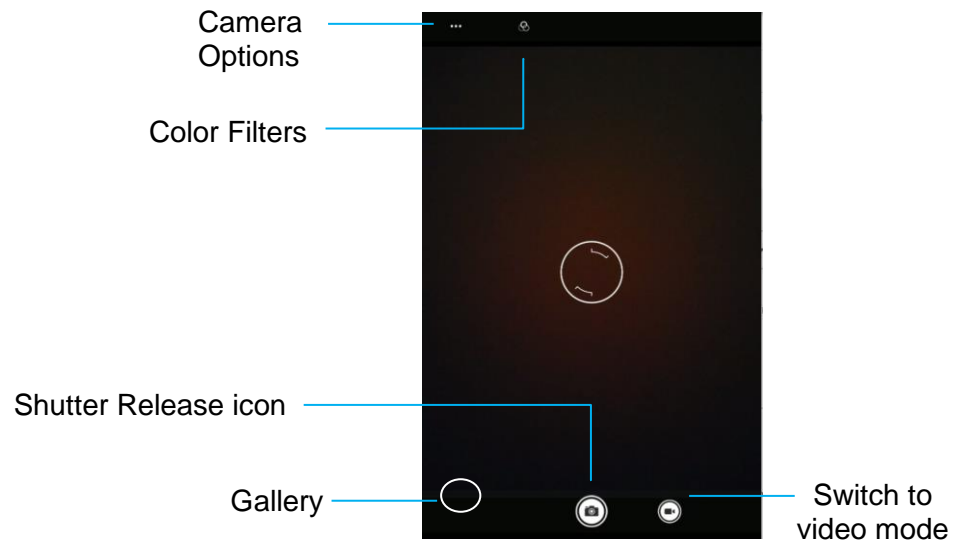 Camera
Options
Color Filters
Shutter Release icon
Gallery
Switch to
video mode